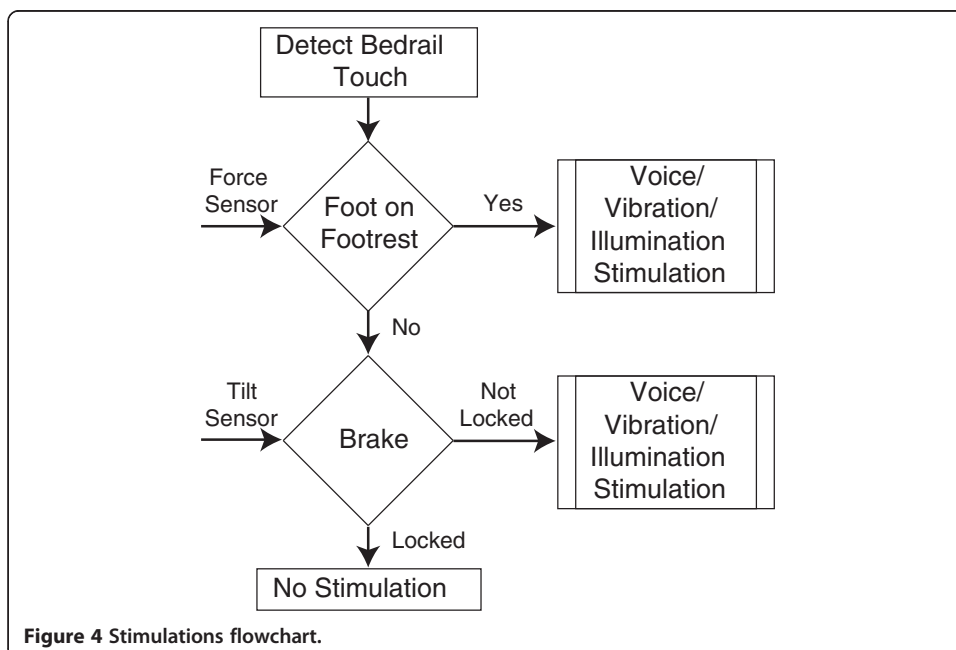 Detect Bedrail
Touch
Force
Sensor
Foot on
Footrest
Yes
Voice/
Vibration/
Illumination
Stimulation
No
Tilt
Sensor
Brake
Not
Locked
Voice/
Vibration/
Illumination
Stimulation
Locked
No Stimulation
Figure 4 Stimulations flowchart.